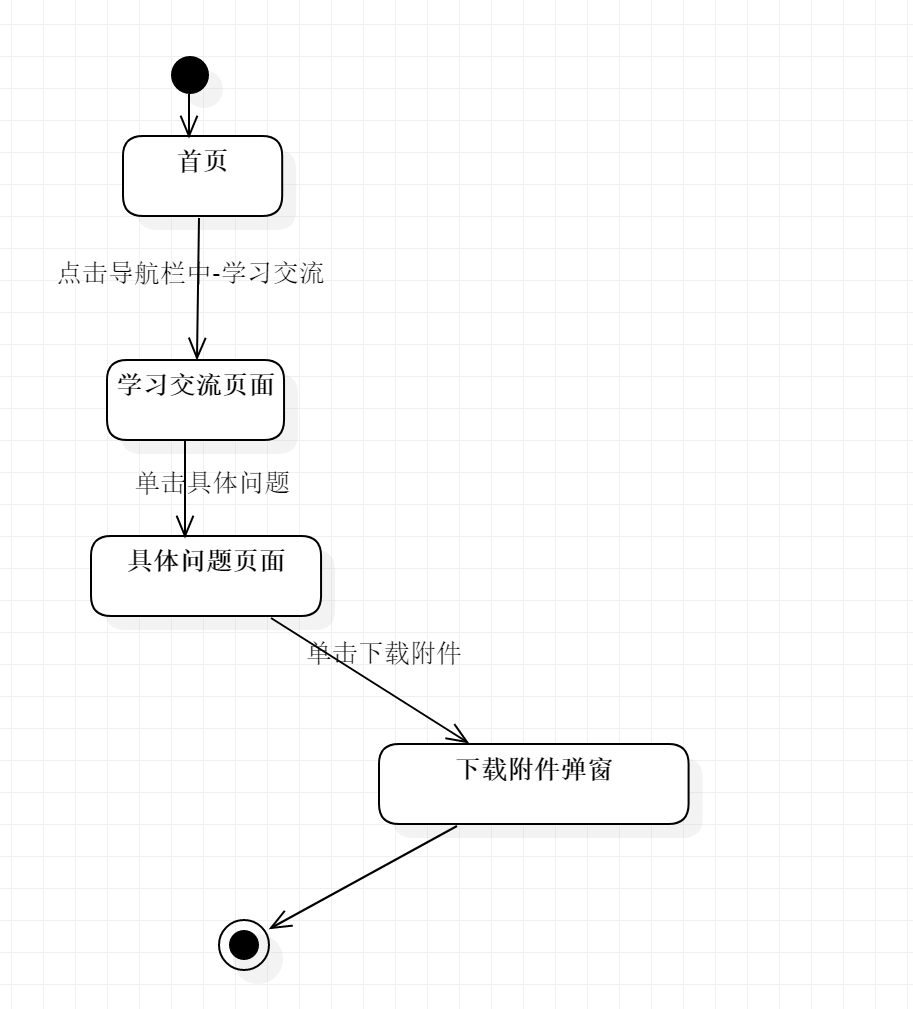 首页
点击导航栏中-学习交流
学习交流页面
单击具体问题
具体问题页面
单击下载附件
下载附件弹窗